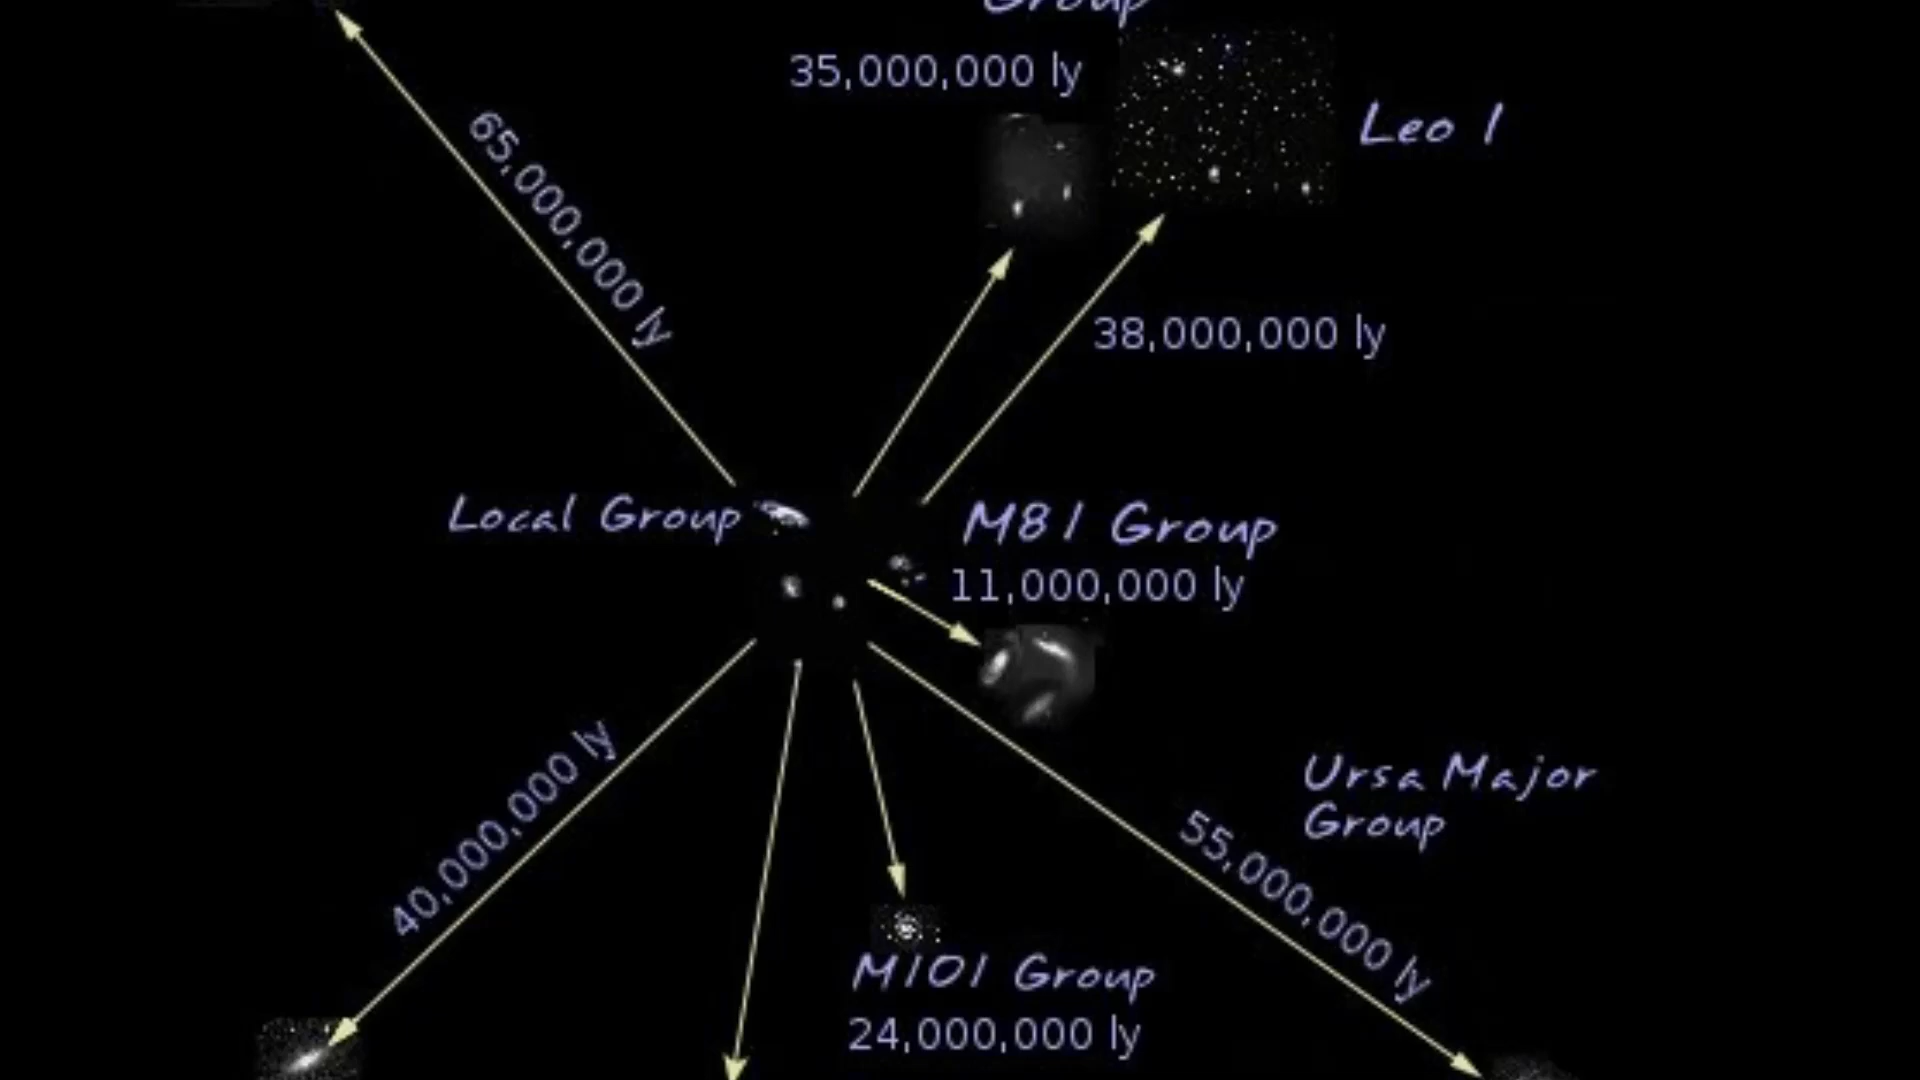 Group
35,000,000 ly
Leo 1
65,000,000 ly
38,000,000 ly
Local Group
M81 Group
11,000,000 ly
40,000,000 ly
Ursa Major
Group
55,000,000 ly
M101 Group
24,000,000 ly